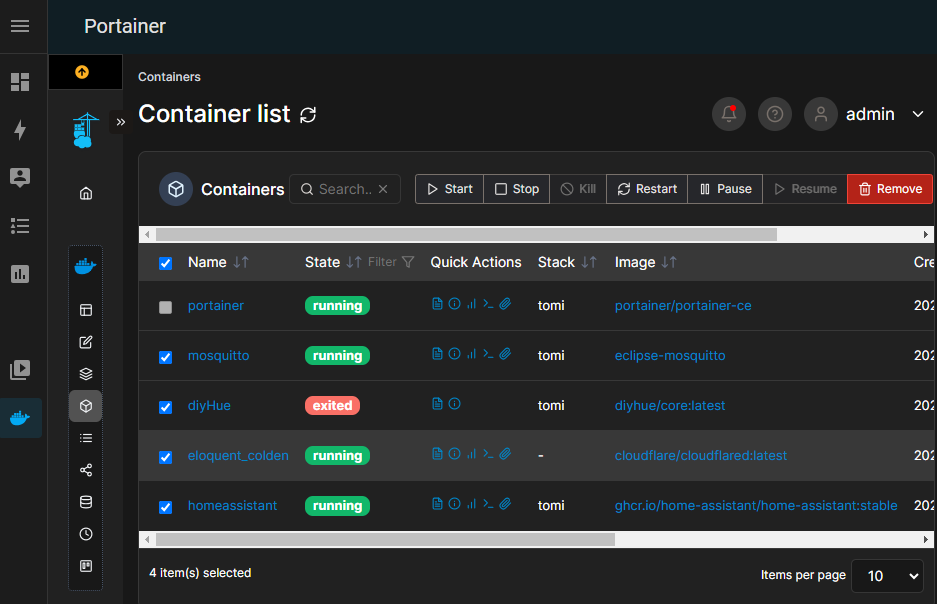 Portainer
Containers
Container list
admin
Containers Search.. Start Stop Kill Restart Pause Resume Remove
Name State Filter Quick Actions Stack Image Cre
portainer running tomi portainer/portainer-ce 202
mosquitto running tomi eclipse-mosquitto 202
diyHue exited tomi diyhue/core:latest 202
eloquent_colden running - cloudflare/cloudflared:latest 202
homeassistant running tomi ghcr.io/home-assistant/home-assistant:stable 202
4 item(s) selected
Items per page 10